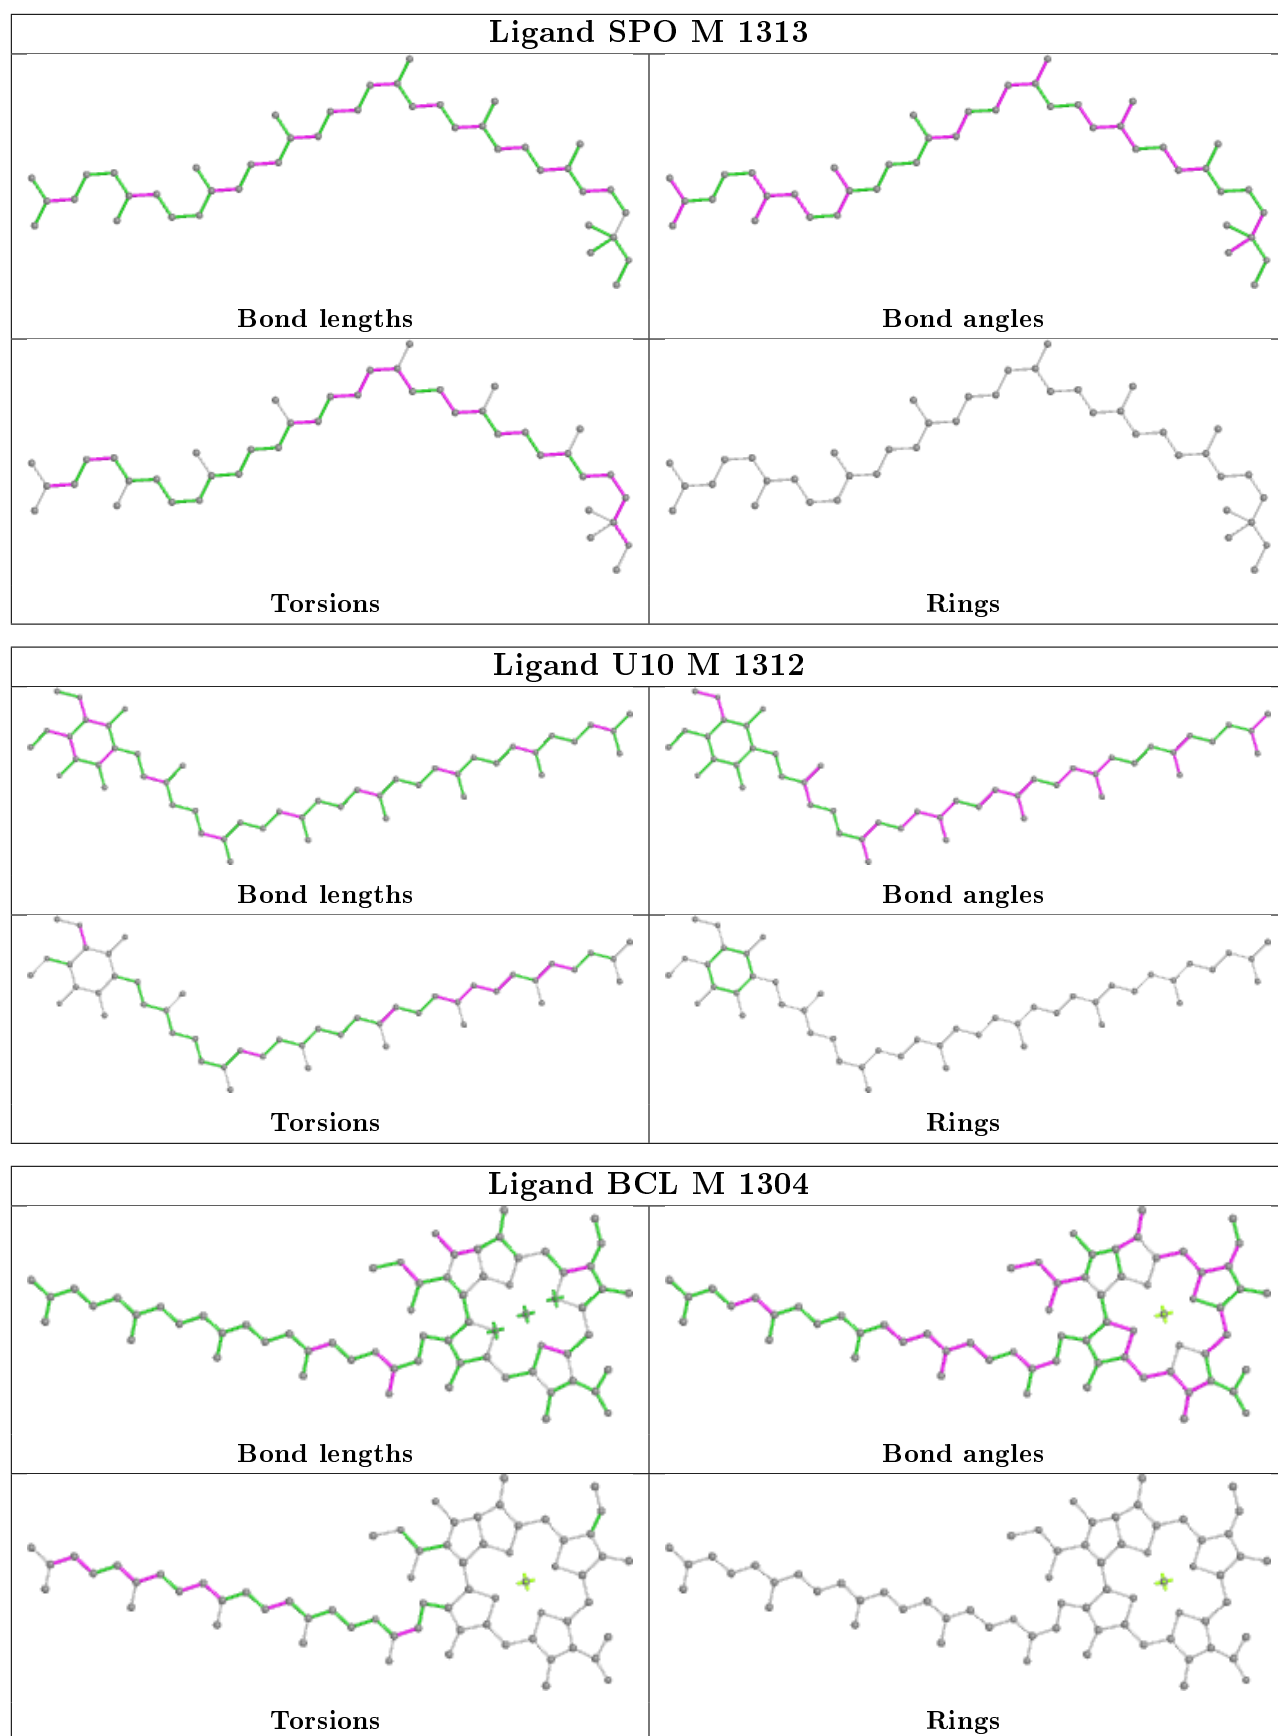 Ligand SPO M 1313
Bond lengths
Bond angles
Torsions
Rings
Ligand U10 M 1312
Bond lengths
Bond angles
Torsions
Rings
Ligand BCL M 1304
Bond lengths
Bond angles
Torsions
Rings